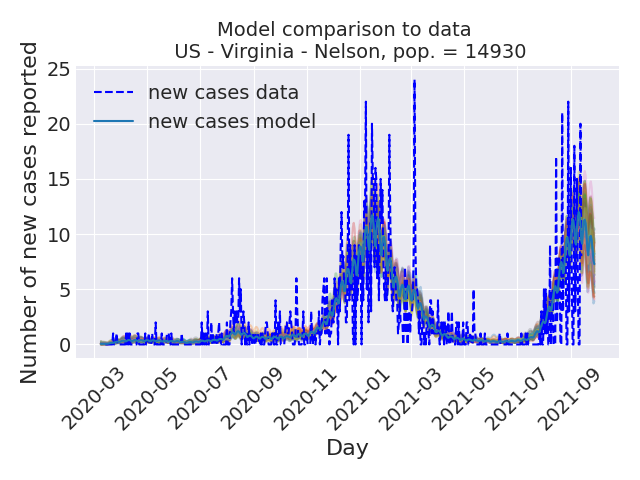 Model comparison to data
US - Virginia - Nelson, pop. = 14930
Number of new cases reported
25
20
15
10
5
0
new cases data
new cases model
2020-03
2020-05
2020-07
2020-09
2020-11
2021-01
2021-03
2021-05
2021-07
2021-09
Day